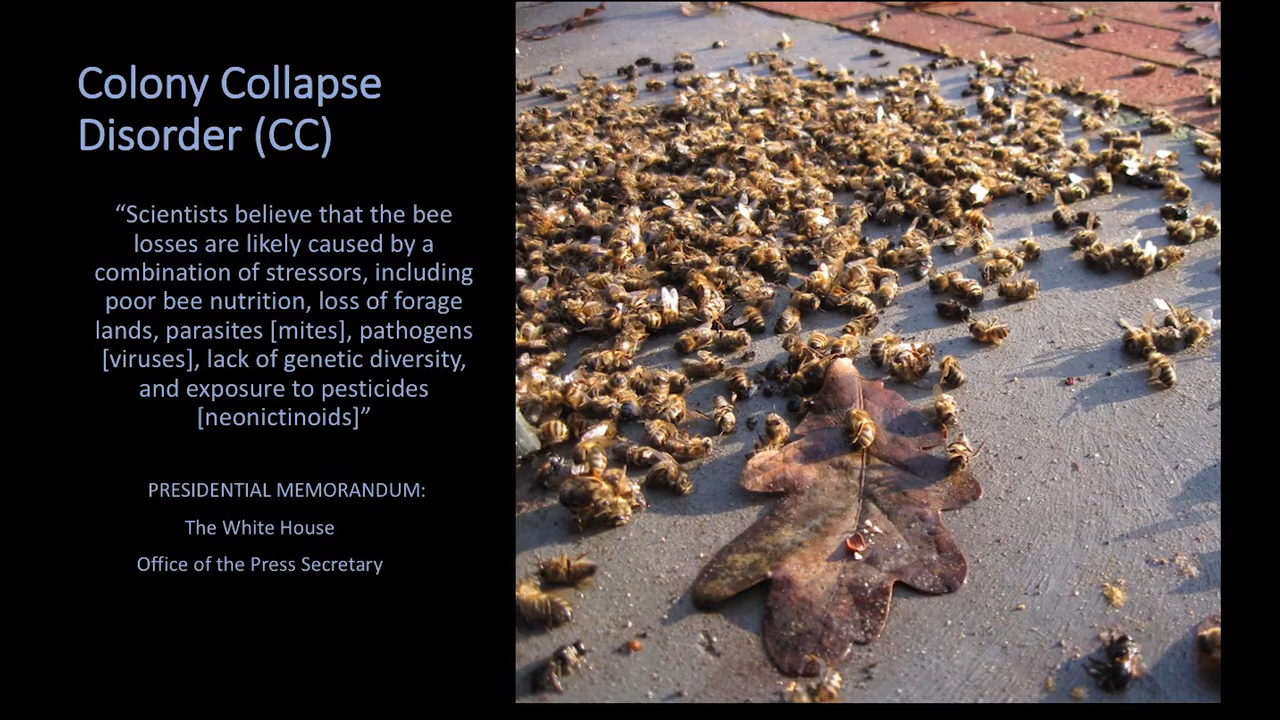 Colony Collapse
Disorder (CC)
“Scientists believe that the bee
losses are likely caused by a
combination of stressors, including
poor bee nutrition, loss of forage
lands, parasites [mites], pathogens
[viruses], lack of genetic diversity,
and exposure to pesticides
[neonictinoids]”
PRESIDENTIAL MEMORANDUM:
The White House
Office of the Press Secretary